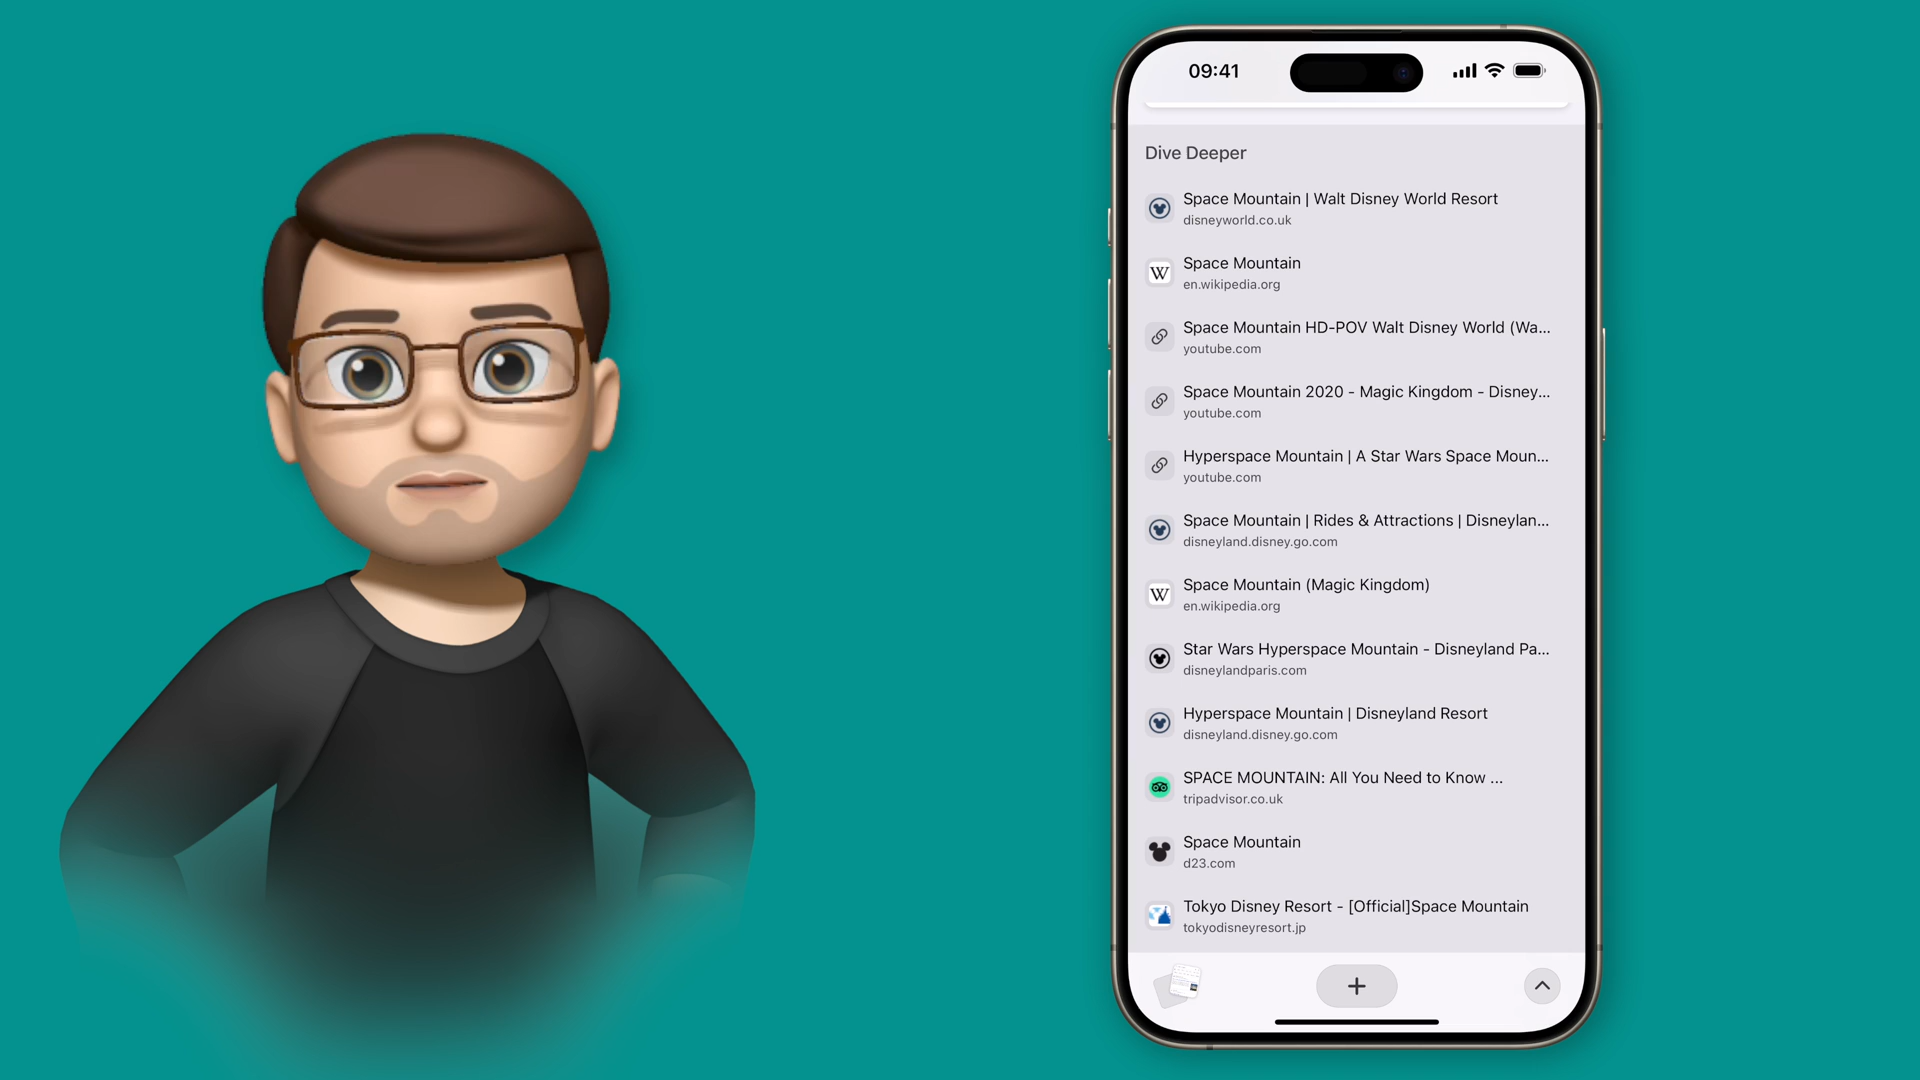 09:41
Dive Deeper
Space Mountain | Walt Disney World Resort
disneyworld.co.uk
W
Space Mountain
en.wikipedia.org
Space Mountain HD-POV Walt Disney World (Wa...
youtube.com
Space Mountain 2020 - Magic Kingdom - Disney...
youtube.com
Hyperspace Mountain | A Star Wars Space Moun...
youtube.com
Space Mountain | Rides & Attractions | Disneylan...
disneyland.disney.go.com
W
Space Mountain (Magic Kingdom)
en.wikipedia.org
Star Wars Hyperspace Mountain - Disneyland Pa...
disneylandparis.com
Hyperspace Mountain | Disneyland Resort
disneyland.disney.go.com
SPACE MOUNTAIN: All You Need to Know ...
tripadvisor.co.uk
Space Mountain
d23.com
Tokyo Disney Resort - [Official]Space Mountain
tokyodisneyresort.jp